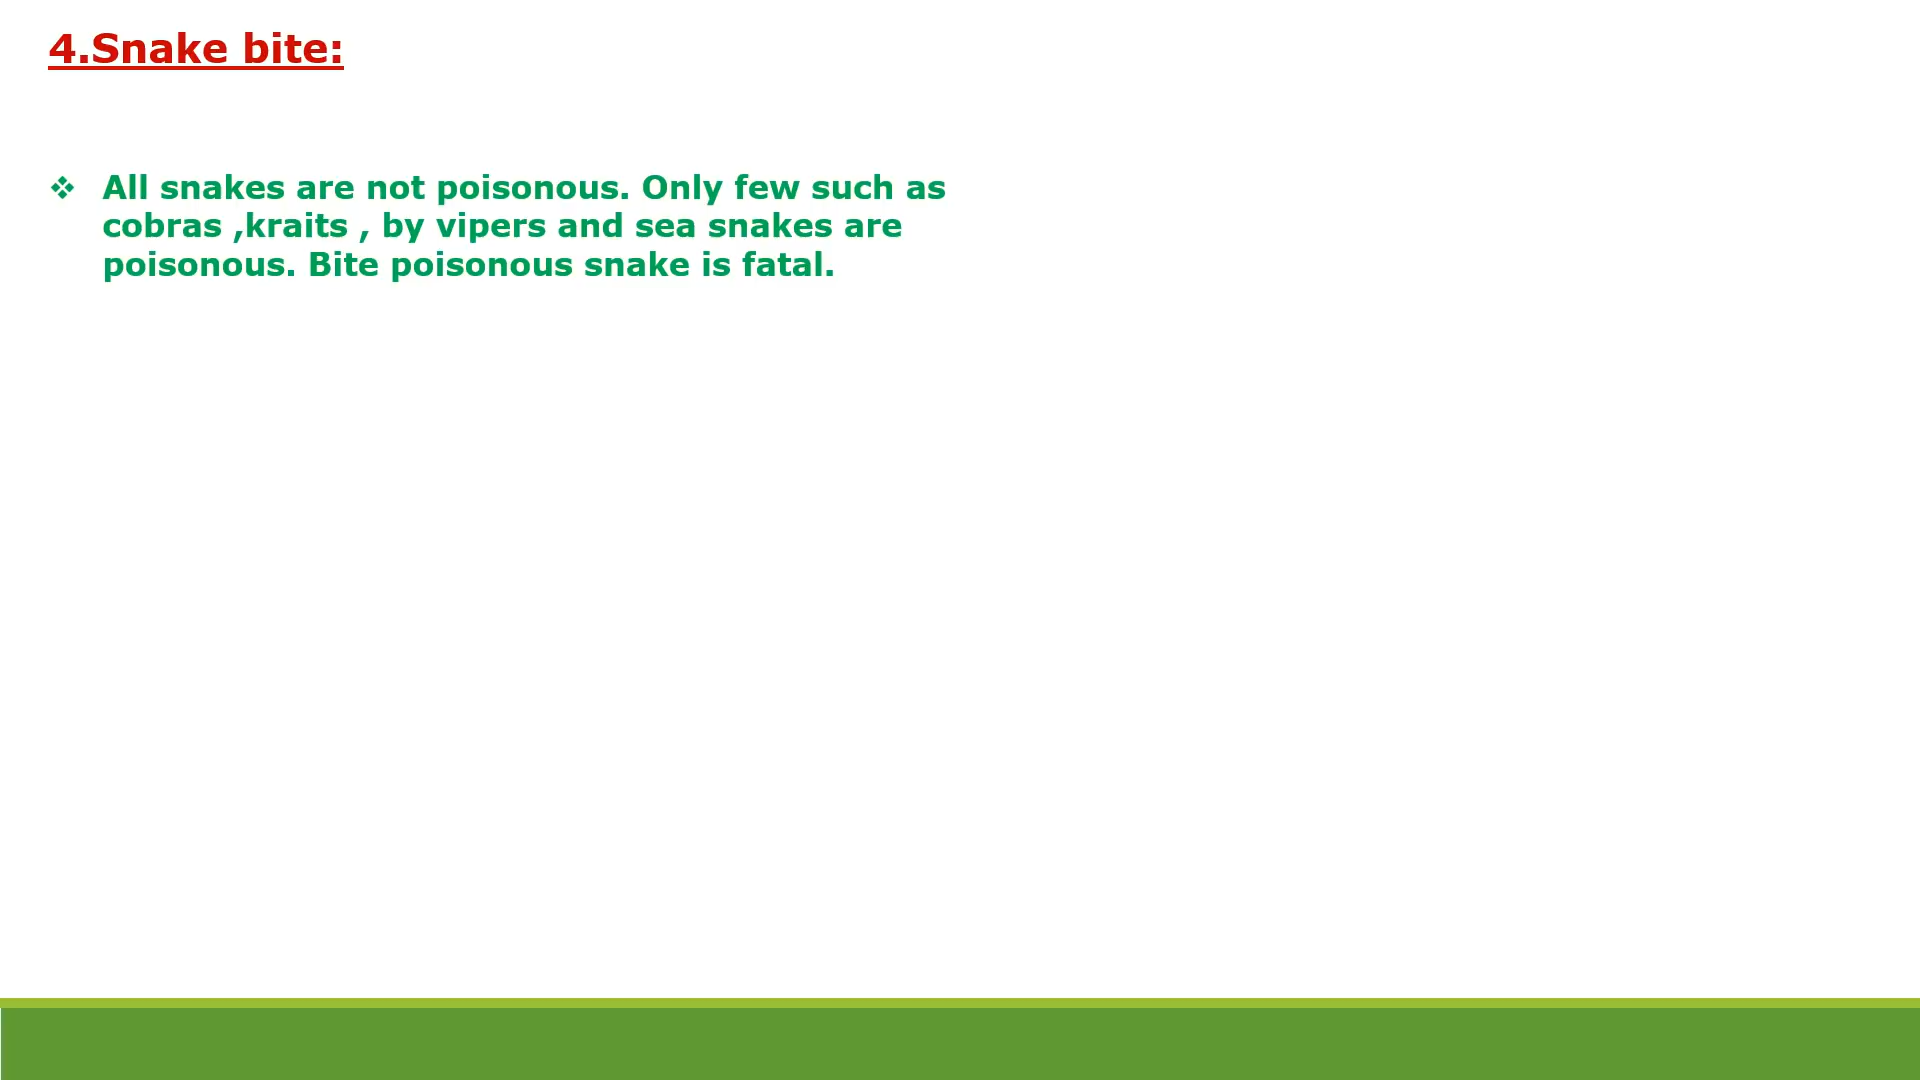 4.Snake bite:
❖ All snakes are not poisonous. Only few such as
cobras ,kraits , by vipers and sea snakes are
poisonous. Bite poisonous snake is fatal.